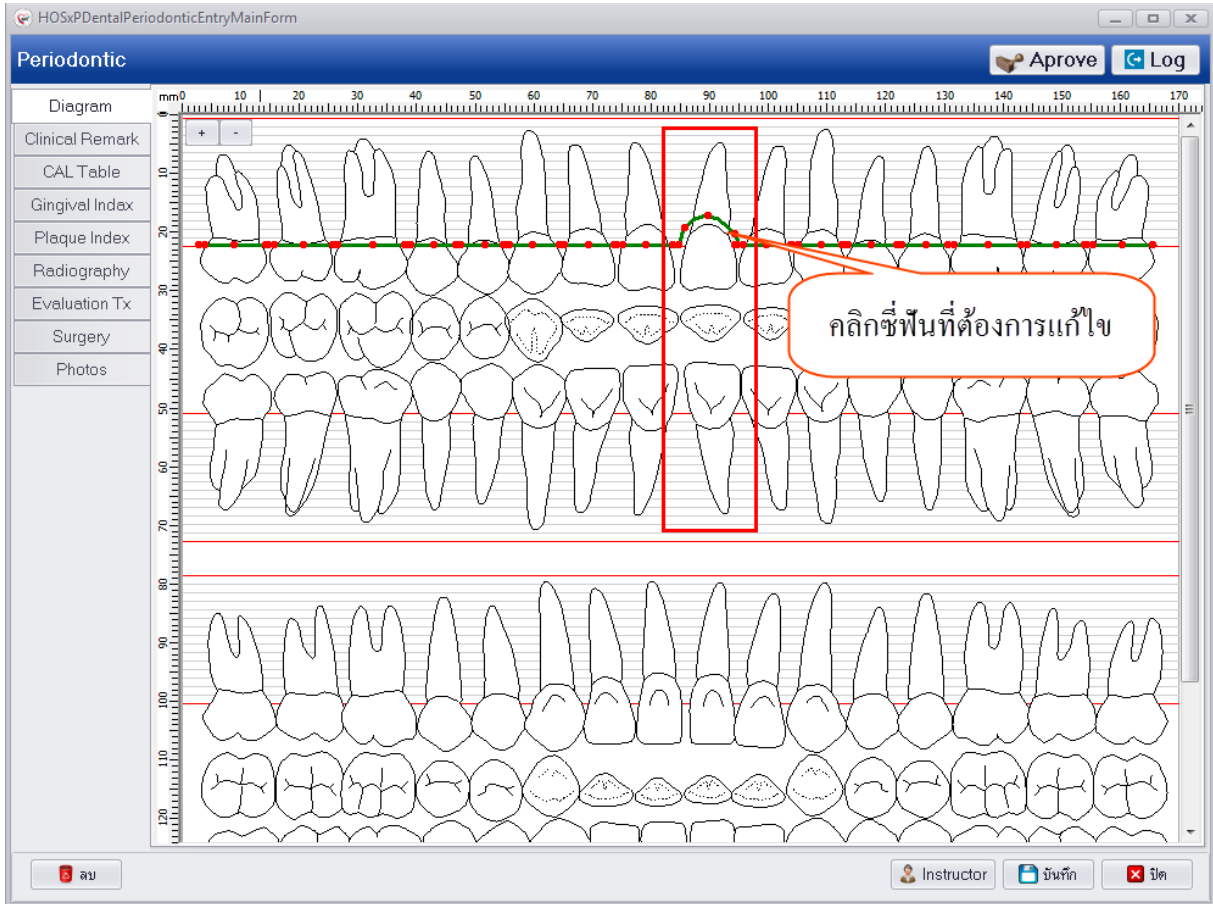 HOSxPDentalPeriodonticEntryMainForm
Periodontic
Aprove
Log
Diagram
Clinical Remark
CAL Table
Gingival Indax
Plaque Index
Radiography
Evaluation Tx
Surgery
Photos
mm 0 10 20 30 40 50 60 70 80 90 100 110 120 130 140 150 160 170
+ -
0
10
20
30
40
50
60
70
80
90
100
110
120
คลิกซี่ฟันที่ต้องการแก้ไข
ลบ
Instructor
บันทึก
ปิด